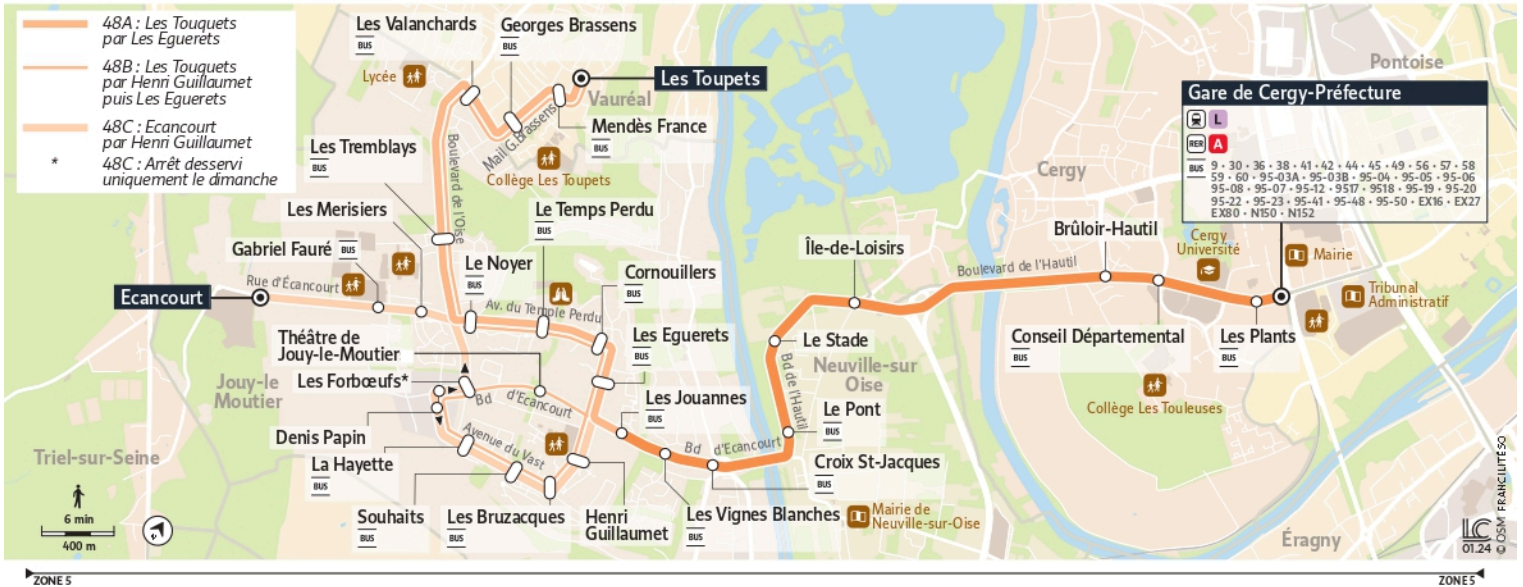 48A : Les Touquets
par Les Eguerets
48B : Les Touquets
par Henri Guillaumet
puis Les Eguerets
48C : Ecancourt
par Henri Guillaumet
* 48C : Arrêt desservi
uniquement le dimanche
Les Valanchards
BUS
Georges Brassens
BUS
Lycée
Les Toupets
Vauréal
Mail G.Brassens
Mendès France
BUS
Collège Les Toupets
Les Tremblays
BUS
Boulevard de l'Oise
Les Merisiers
Le Temps Perdu
BUS
Gabriel Fauré BUS
Le Noyer
BUS
Cornouillers
BUS
Rue d'Écancourt
Ecancourt
Av. du Temple Perdu
Théâtre de
Jouy-le-Moutier
Les Eguerets
BUS
Les Forbœufs*
Jouy-le
Moutier
Bd d'Ecancourt
Les Jouannes
BUS
Denis Papin
Avenue du Vast
La Hayette
BUS
Triel-sur-Seine
Souhaits
BUS
Les Bruzacques
BUS
Henri
Guillaumet
Les Vignes Blanches
BUS
Bd d'Ecancourt
Croix St-Jacques
BUS
Mairie de
Neuville-sur-Oise
Le Pont
BUS
Bd de l'Hautil
Neuville-sur
Oise
Le Stade
Île-de-Loisirs
Boulevard de l'Hautil
Brûloir-Hautil
Cergy
Pontoise
Gare de Cergy-Préfecture
L
RER A
BUS 9 • 30 • 36 • 38 • 41 • 42 • 44 • 45 • 49 • 56 • 57 • 58
59 • 60 • 95-03A • 95-03B • 95-04 • 95-05 • 95-06
95-08 • 95-07 • 95-12 • 9517 • 9518 • 95-19 • 95-20
95-22 • 95-23 • 95-41 • 95-48 • 95-50 • EX16 • EX27
EX80 • N150 • N152
Cergy
Université
Mairie
Tribunal
Administratif
Conseil Départemental
BUS
Les Plants
BUS
Collège Les Touleuses
Éragny
6 min
400 m
LC
01.24
© OSM FRANCILITÉ SO
ZONE 5
ZONE 5